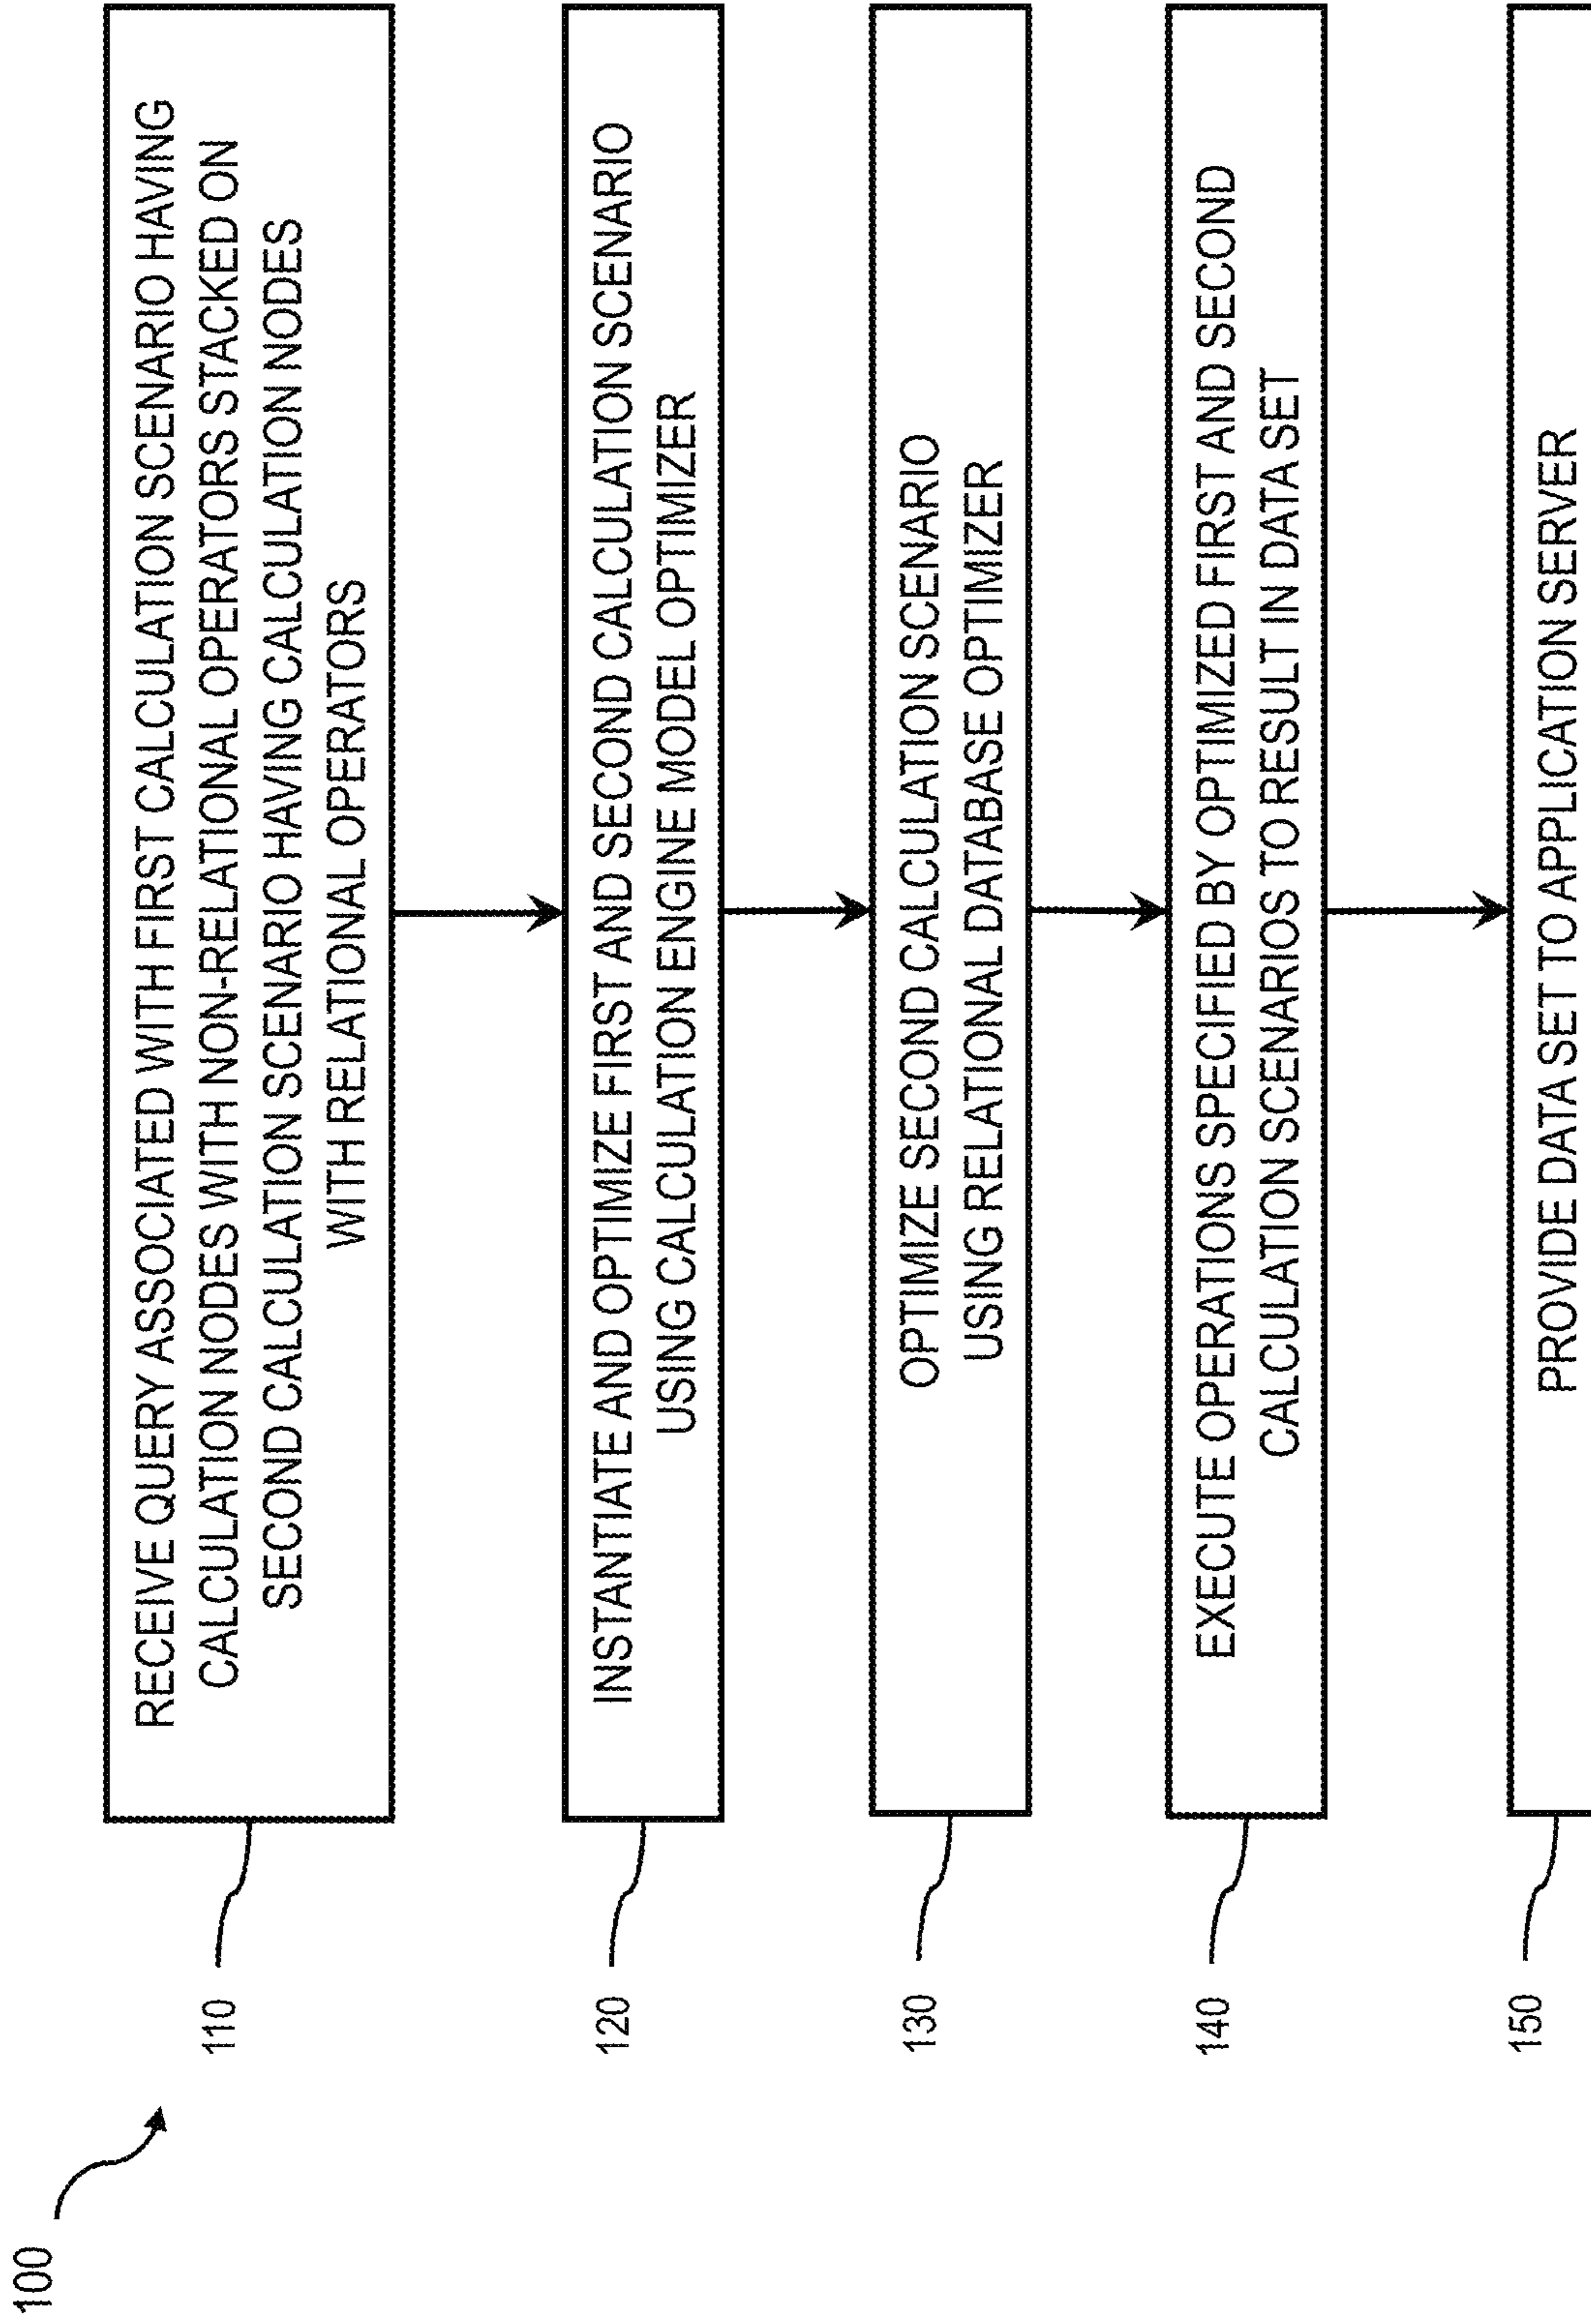 100
110
RECEIVE QUERY ASSOCIATED WITH FIRST CALCULATION SCENARIO HAVING
CALCULATION NODES WITH NON-RELATIONAL OPERATORS STACKED ON
SECOND CALCULATION SCENARIO HAVING CALCULATION NODES
WITH RELATIONAL OPERATORS
120
INSTANTIATE AND OPTIMIZE FIRST AND SECOND CALCULATION SCENARIO
USING CALCULATION ENGINE MODEL OPTIMIZER
130
OPTIMIZE SECOND CALCULATION SCENARIO
USING RELATIONAL DATABASE OPTIMIZER
140
EXECUTE OPERATIONS SPECIFIED BY OPTIMIZED FIRST AND SECOND
CALCULATION SCENARIOS TO RESULT IN DATA SET
150
PROVIDE DATA SET TO APPLICATION SERVER